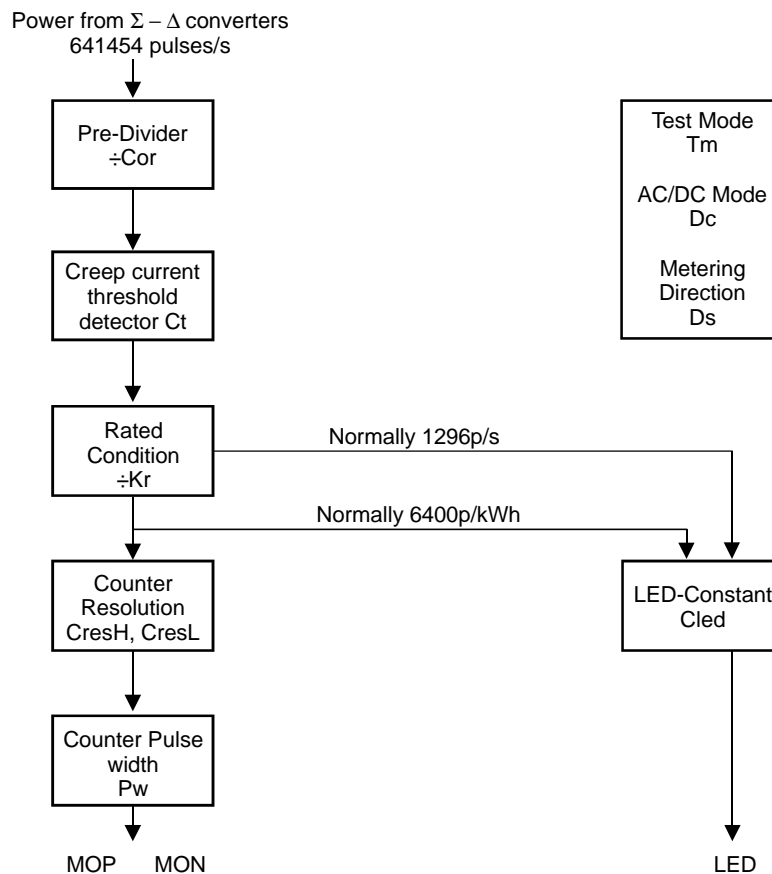 Power from Σ – Δ converters
641454 pulses/s
Pre-Divider
÷Cor
Test Mode
Tm
AC/DC Mode
Dc
Metering
Direction
Ds
Creep current
threshold
detector Ct
Rated
Condition
÷Kr
Normally 1296p/s
Normally 6400p/kWh
Counter
Resolution
CresH, CresL
LED-Constant
Cled
Counter Pulse
width
Pw
MOP MON
LED